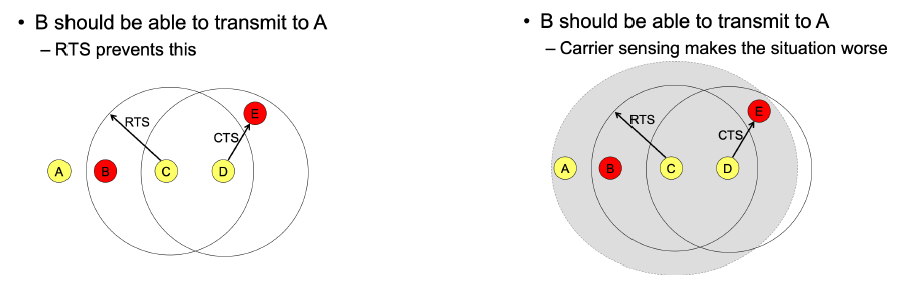 • B should be able to transmit to A
– RTS prevents this
RTS
E
CTS
A
B
C
D
• B should be able to transmit to A
– Carrier sensing makes the situation worse
RTS
E
CTS
A
B
C
D